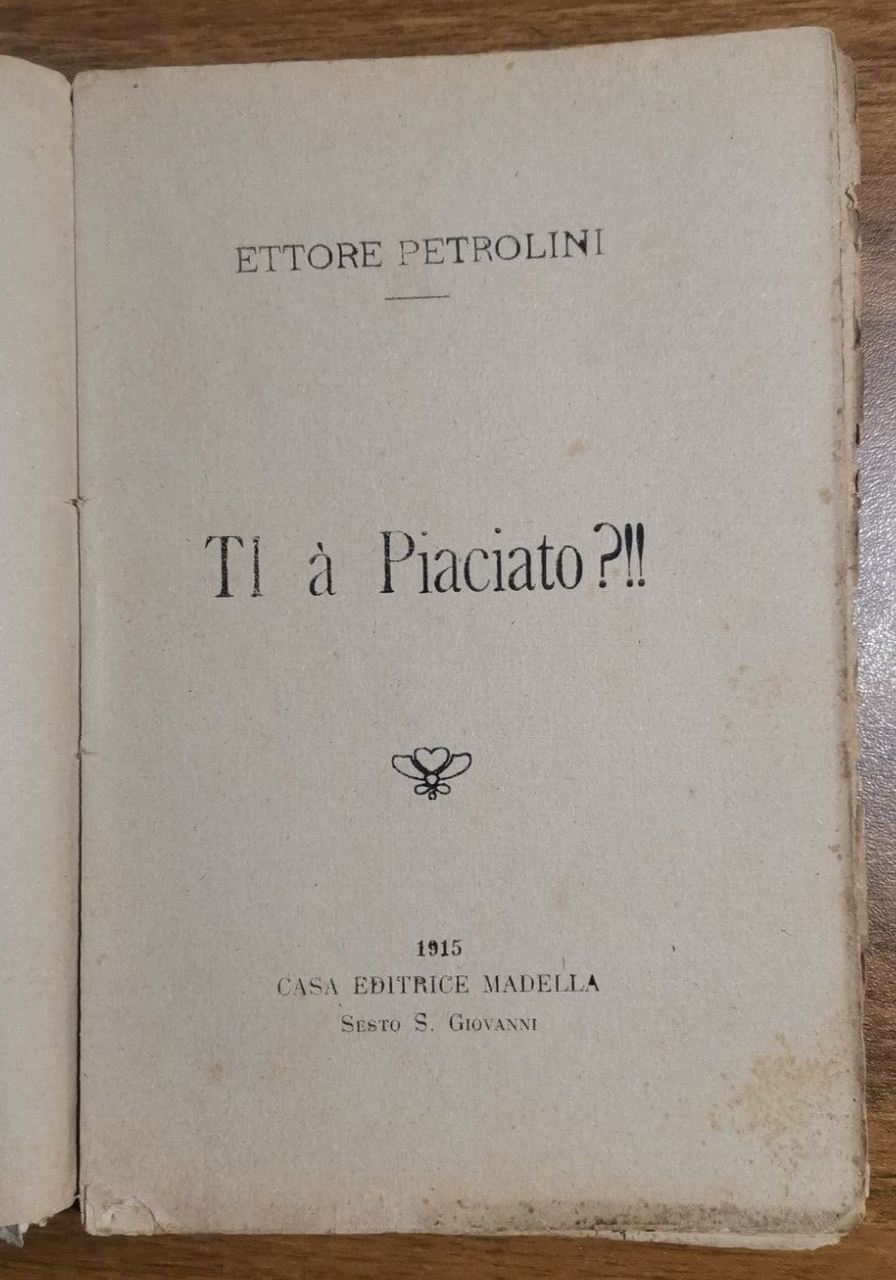 ETTORE PETROLINI
TI à Piaciato?!!
1915
CASA EDITRICE MADELLA
SESTO S. GIOVANNI